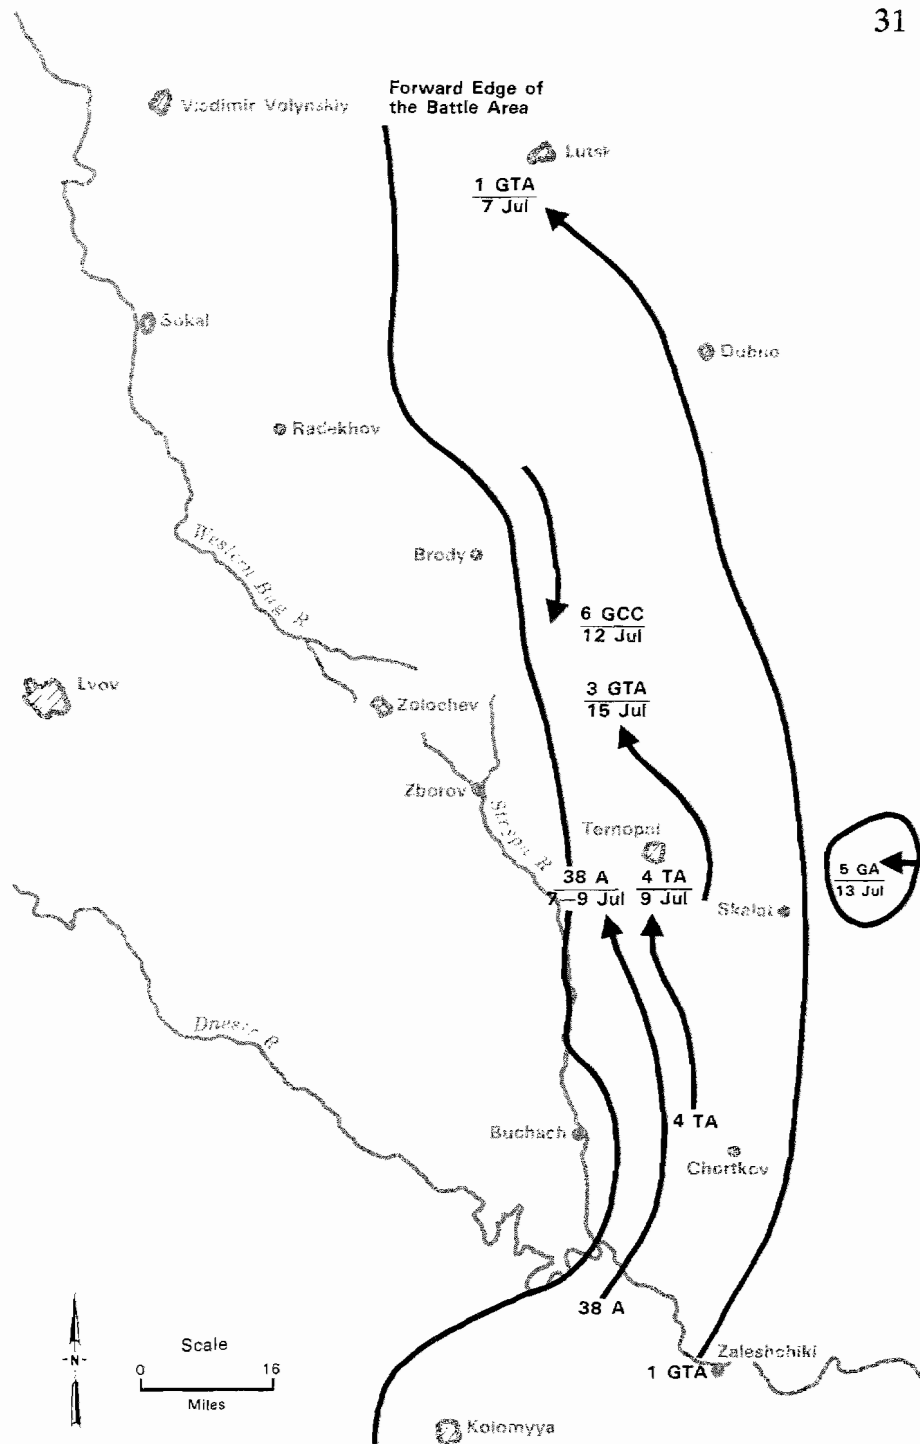 31
Forward Edge of
the Battle Area
Vladimir Volynskiy
Lutsk
1 GTA
7 Jul
Sokal
Dubno
Radekhov
Western Bug R
Brody
6 GCC
12 Jul
Lvov
3 GTA
15 Jul
Zolochev
Zborov
Strypa R
Ternopol
38 A
7–9 Jul
4 TA
9 Jul
5 GA
13 Jul
Skalat
Dnestr R
Buchach
4 TA
Chortkov
38 A
N
Scale
0 16
Miles
Zaleshchiki
1 GTA
Kolomyya